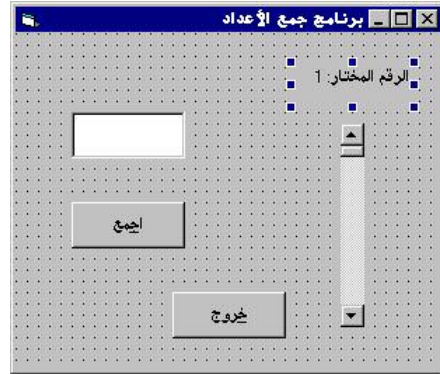 برنامج جمع الأعداد
الرقم المختار: 1
اجمع
خروج